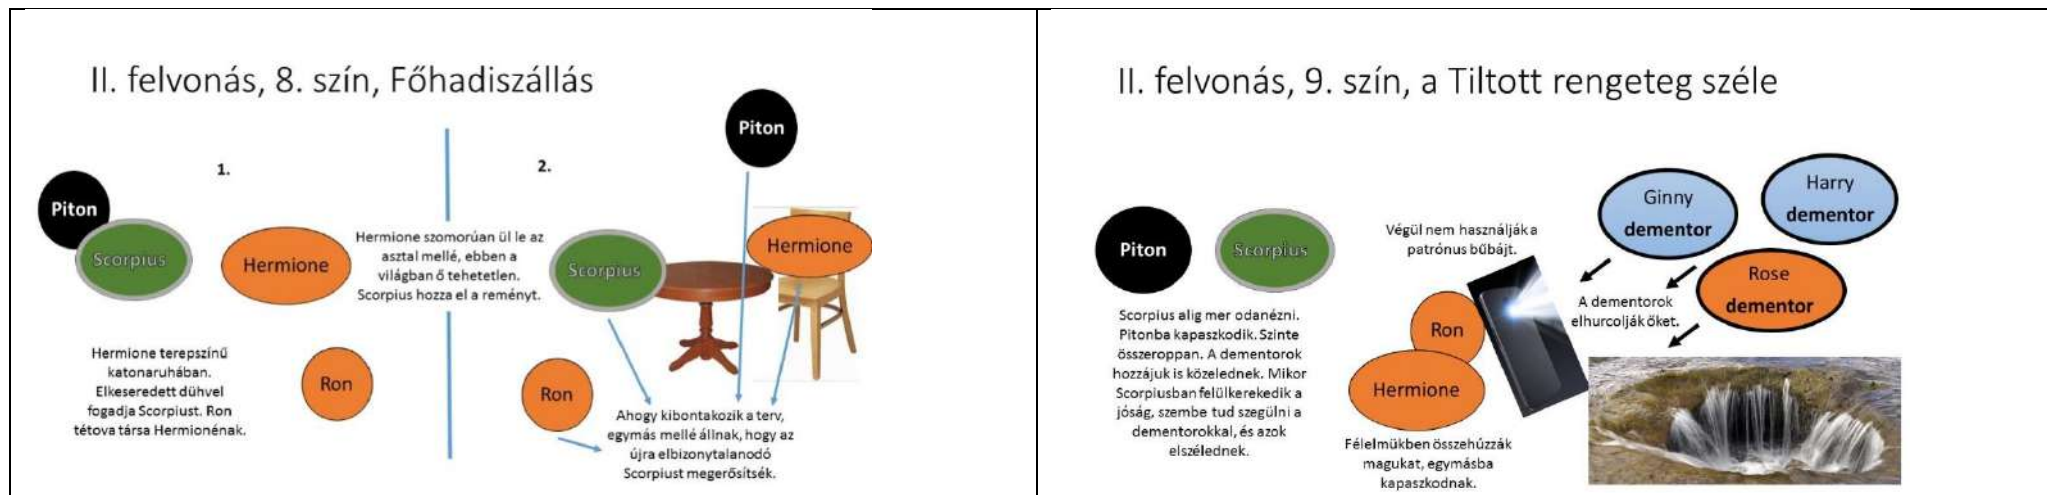 II. felvonás, 8. szín, Főhadiszállás
1.
2.
Piton
Scorpius
Hermione
Ron
Hermione terepszínű
katonaruhában.
Elkeseredett dühvel
fogadja Scorpiust. Ron
tétova társa Hermionénak.
Hermione szomorúan ül le az
asztal mellé, ebben a
világban ő tehetetlen.
Scorpius hozza el a reményt.
Piton
Scorpius
Hermione
Ron
Ahogy kibontakozik a terv,
egymás mellé állnak, hogy az
újra elbizonytalanodó
Scorpiust megerősítsék.
II. felvonás, 9. szín, a Tiltott rengeteg széle
Piton
Scorpius
Scorpius alig mer odanézni.
Pitonba kapaszkodik. Szinte
összeroppan. A dementorok
hozzájuk is közelednek. Mikor
Scorpiusban felülkerekedik a
jóság, szembe tud szegülni a
dementorokkal, és azok
elszélednek.
Végül nem használják a
patrónus bűbájt.
Ron
Hermione
Félelmükben összehúzzák
magukat, egymásba
kapaszkodnak.
Ginny
dementor
Harry
dementor
Rose
dementor
A dementorok
elhurcolják őket.